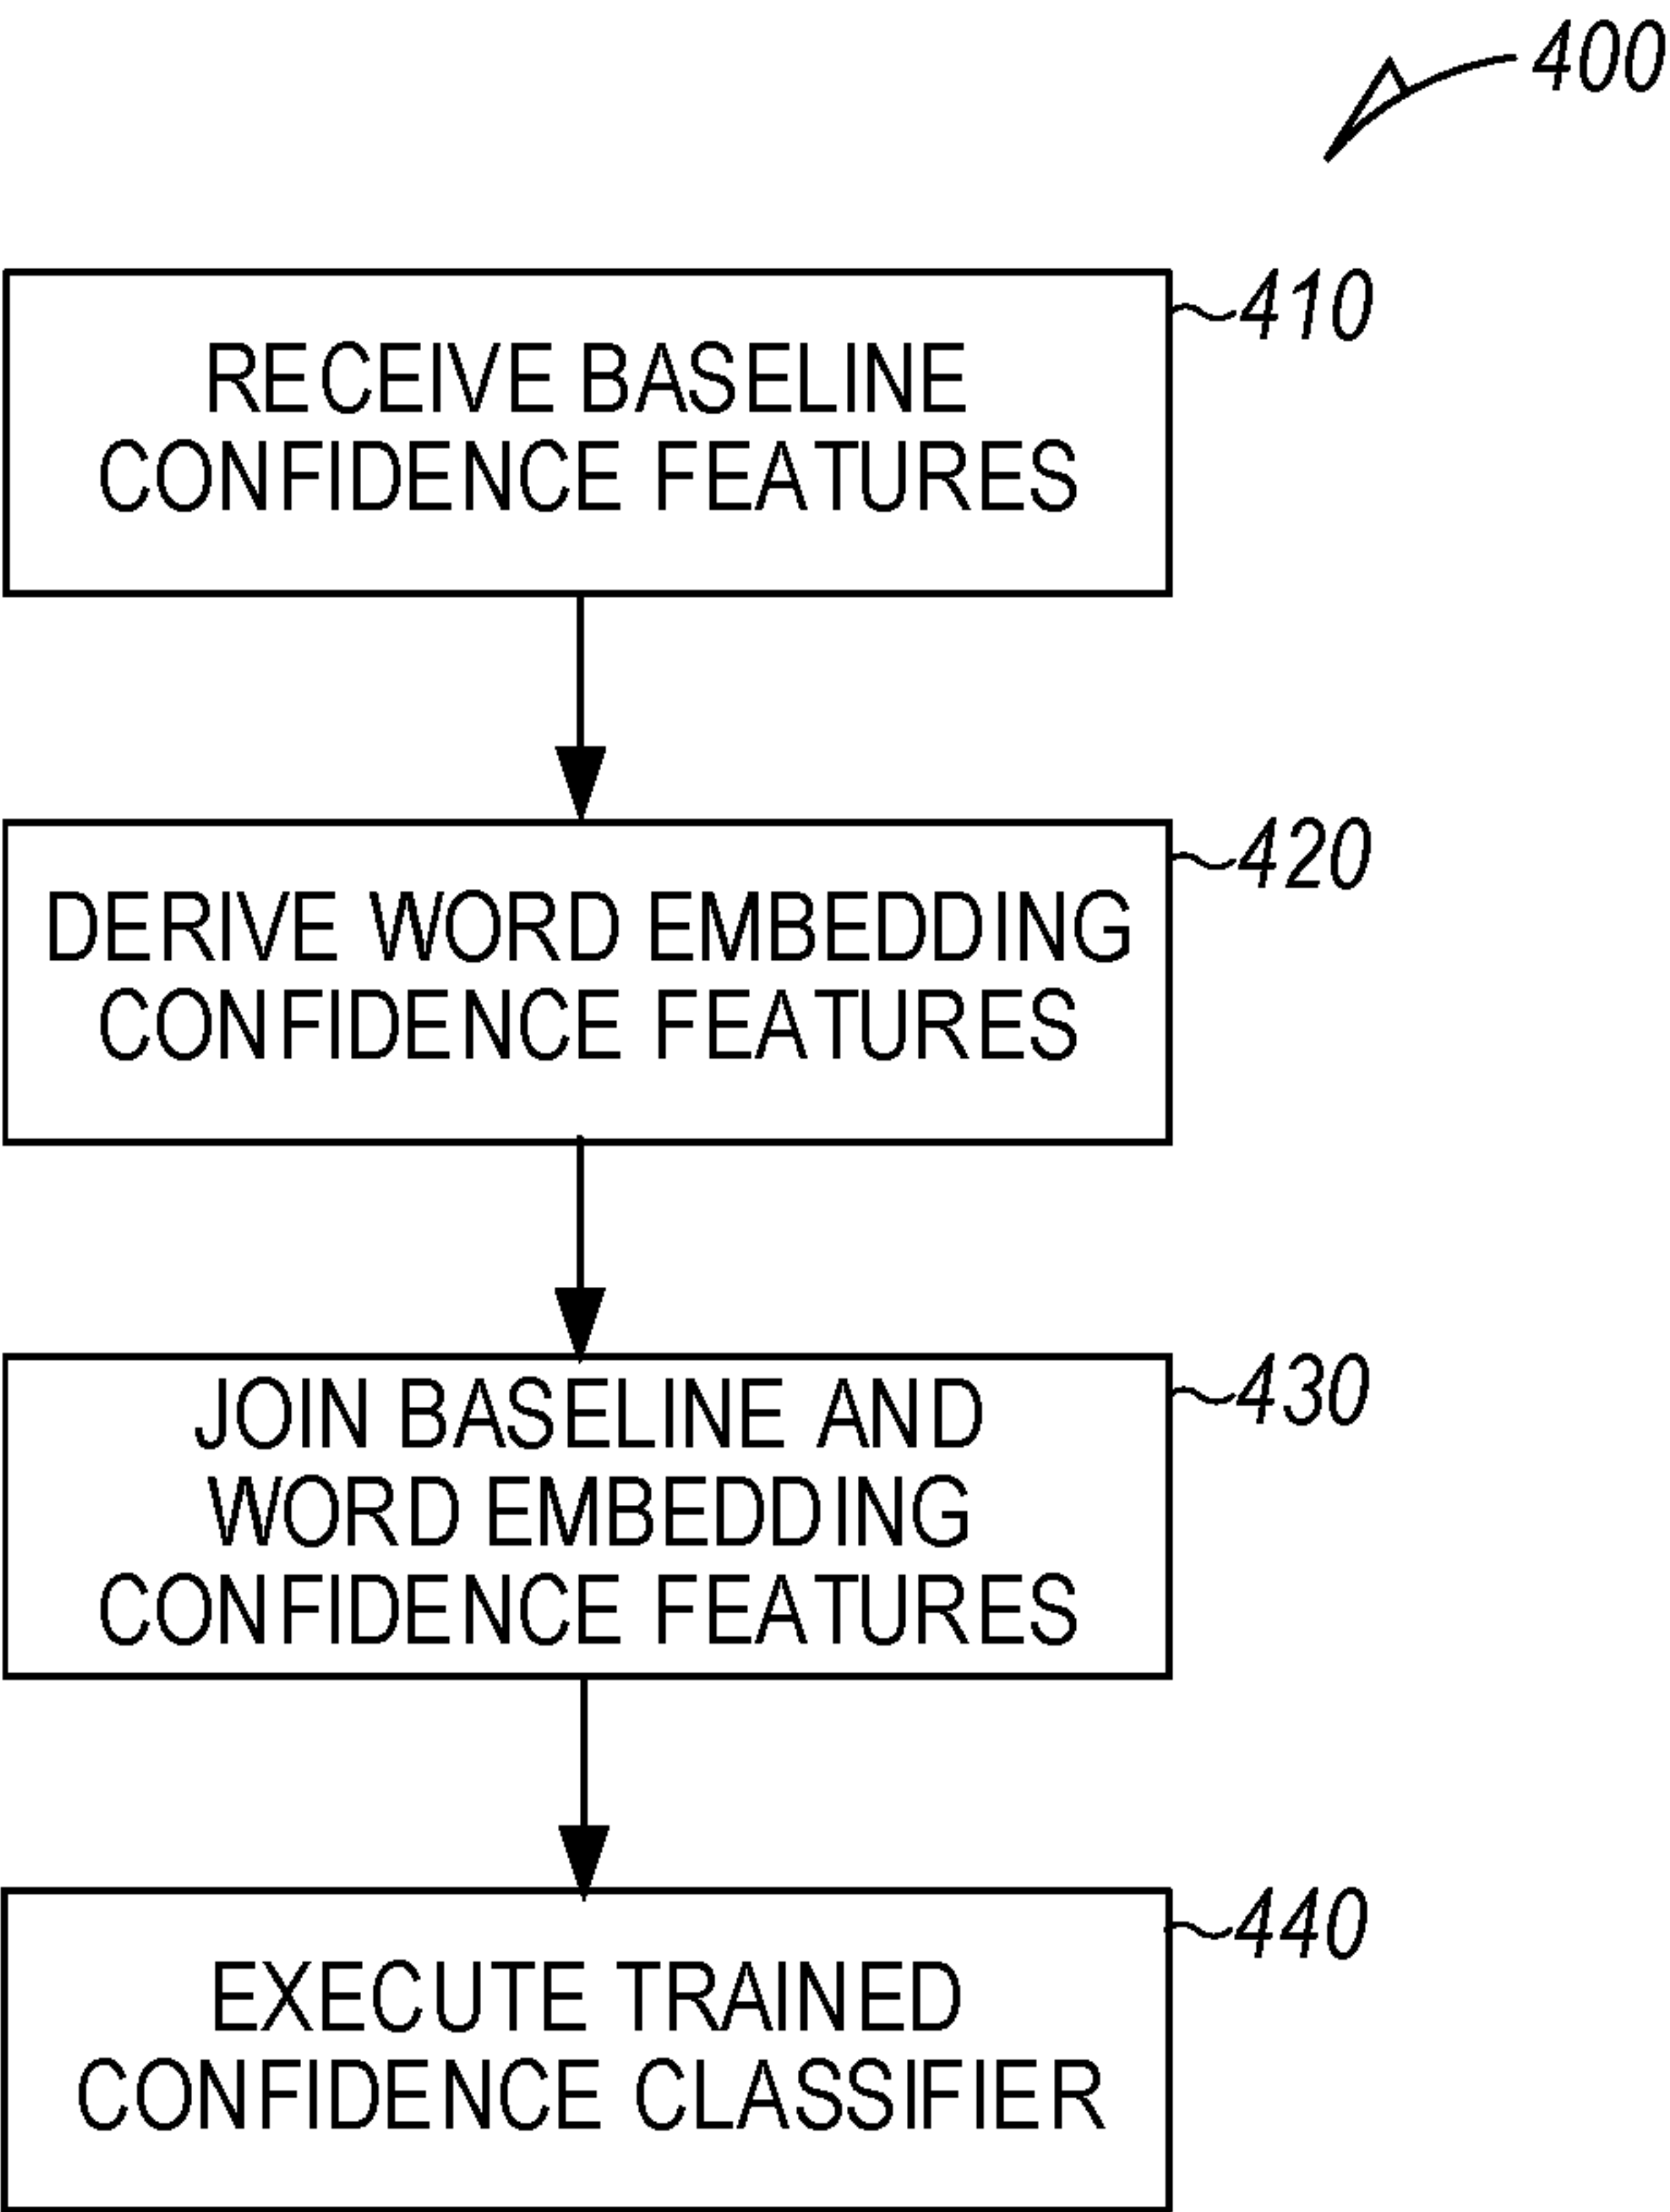 400
410
RECEIVE BASELINE
CONFIDENCE FEATURES
420
DERIVE WORD EMBEDDING
CONFIDENCE FEATURES
430
JOIN BASELINE AND
WORD EMBEDDING
CONFIDENCE FEATURES
440
EXECUTE TRAINED
CONFIDENCE CLASSIFIER